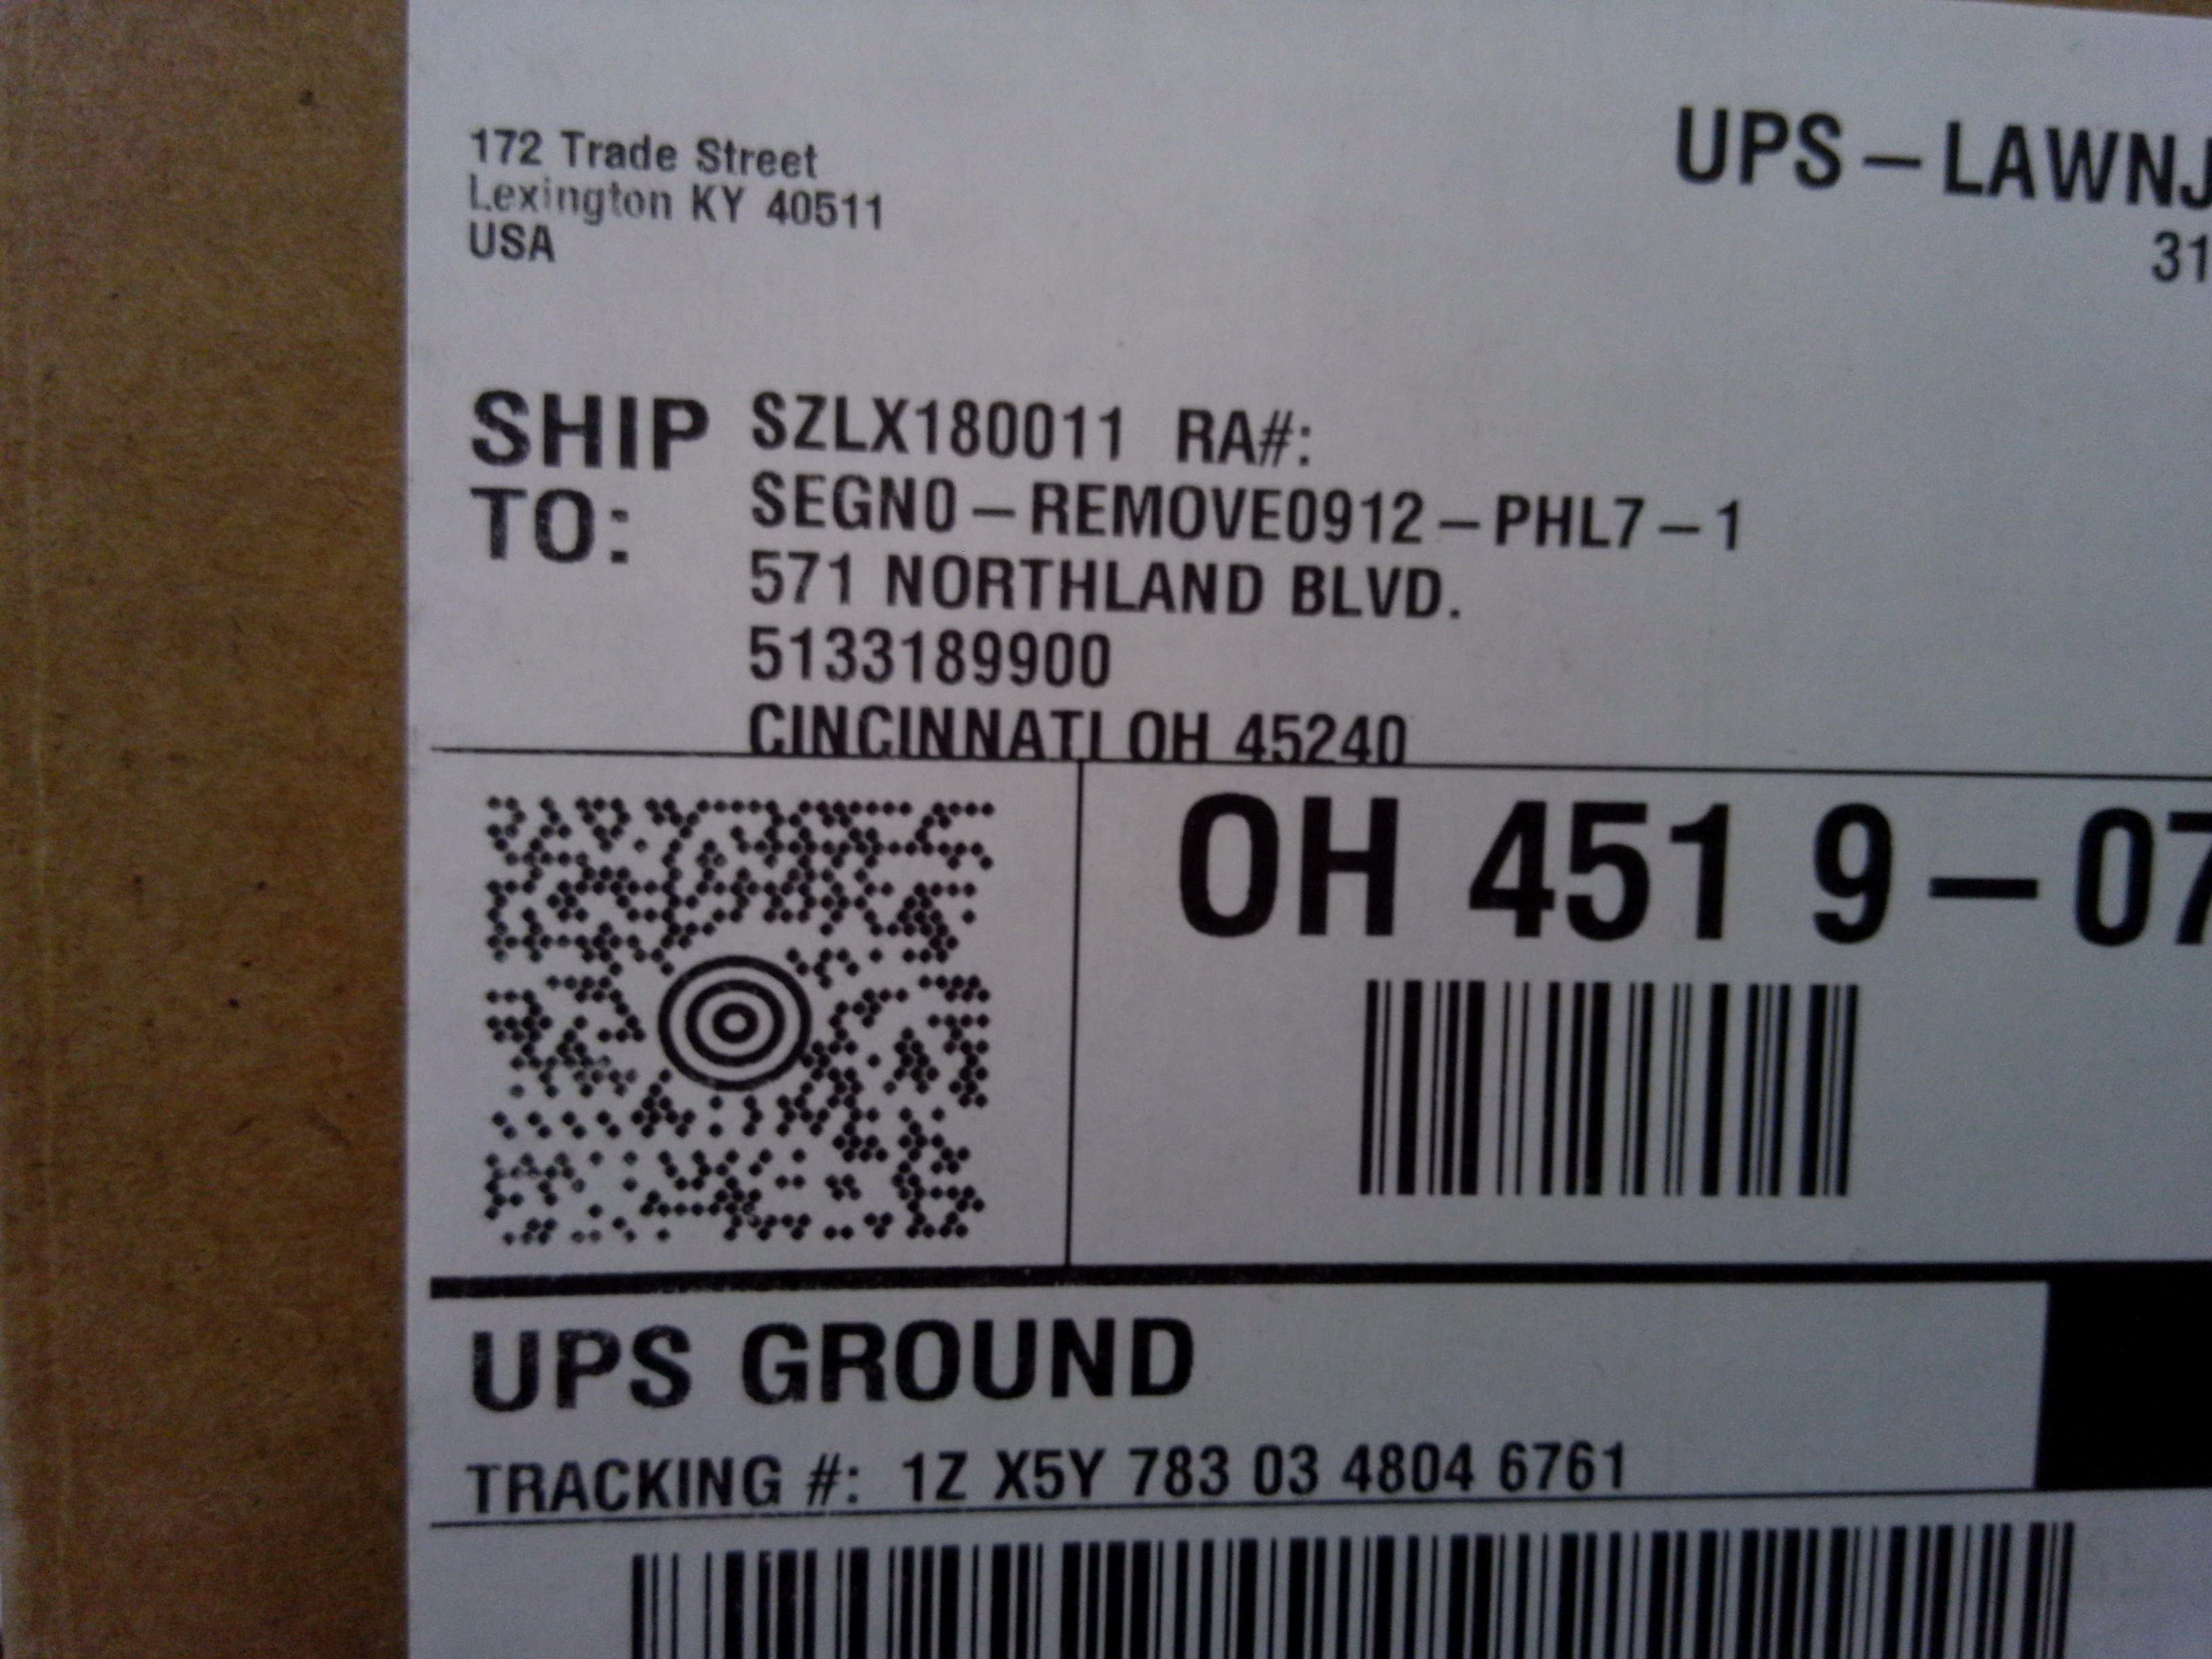 172 Trade Street
Lexington KY 40511
USA
UPS – LAWNJ
31
SHIP TO:
SZLX180011 RA#:
SEGN0 – REMOVE0912 – PHL7 – 1
571 NORTHLAND BLVD.
5133189900
CINCINNATI OH 45240
OH 451 9 – 07
UPS GROUND
TRACKING #: 1Z X5Y 783 03 4804 6761